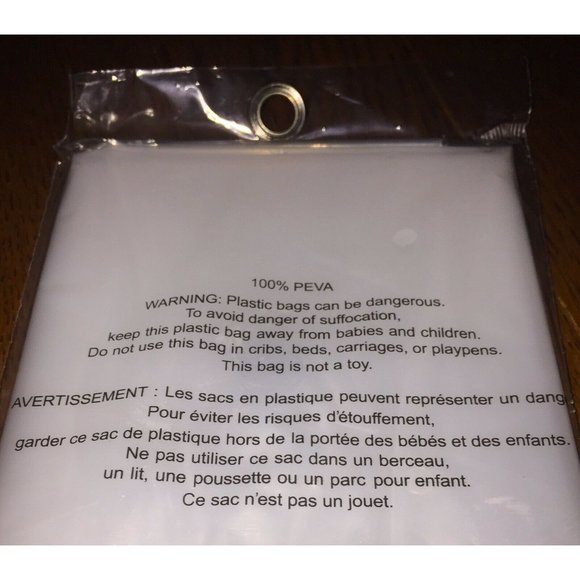 100% PEVA
WARNING: Plastic bags can be dangerous.
To avoid danger of suffocation,
keep this plastic bag away from babies and children.
Do not use this bag in cribs, beds, carriages, or playpens.
This bag is not a toy.
AVERTISSEMENT : Les sacs en plastique peuvent représenter un dang
Pour éviter les risques d'étouffement,
garder ce sac de plastique hors de la portée des bébés et des enfants.
Ne pas utiliser ce sac dans un berceau,
un lit, une poussette ou un parc pour enfant.
Ce sac n'est pas un jouet.